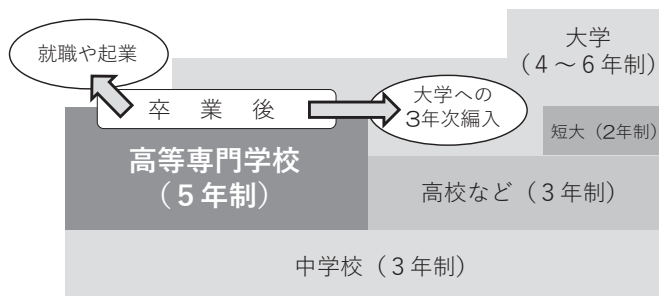 就職や起業
卒業後
大学への
3年次編入
大学
（4～6年制）
短大（2年制）
高等専門学校
（5年制）
高校など（3年制）
中学校（3年制）